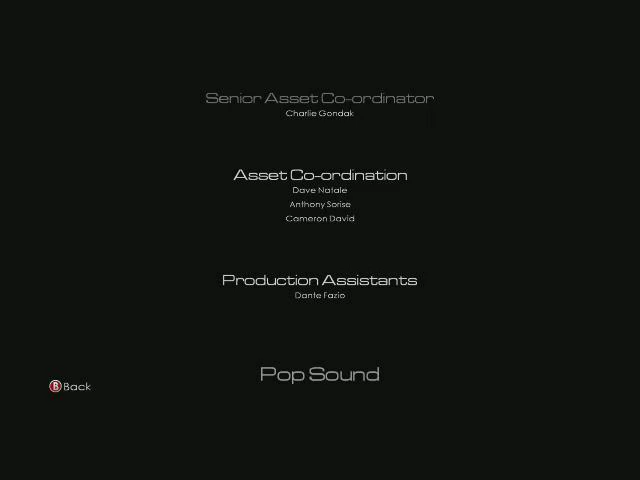 Senior Asset Co-ordinator
Charlie Gondak
Asset Co-ordination
Dave Natale
Anthony Sorise
Cameron David
Production Assistants
Dante Fazio
Pop Sound
B Back